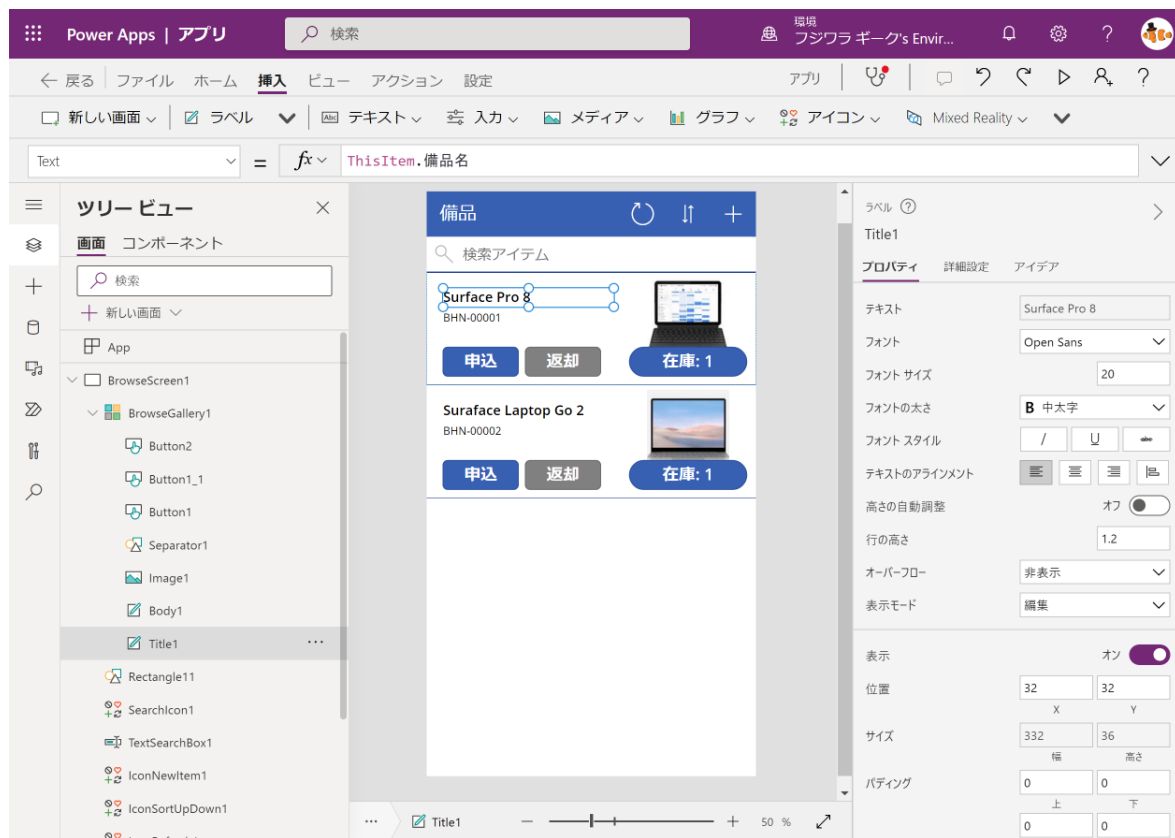 Power Apps | アプリ
検索
環境
フジワラ ギーク's Envir...
戻る ファイル ホーム 挿入 ビュー アクション 設定
アプリ
新しい画面 ラベル Abc テキスト 入力 メディア グラフ アイコン Mixed Reality
Text = fx ThisItem.備品名
ツリー ビュー
画面 コンポーネント
検索
新しい画面
App
BrowseScreen1
BrowseGallery1
Button2
Button1_1
Button1
Separator1
Image1
Body1
Title1
Rectangle11
SearchIcon1
TextSearchBox1
IconNewItem1
IconSortUpDown1
備品
検索アイテム
Surface Pro 8
BHN-00001
申込 返却 在庫: 1
Suraface Laptop Go 2
BHN-00002
申込 返却 在庫: 1
Title1
50 %
ラベル
Title1
プロパティ 詳細設定 アイデア
テキスト Surface Pro 8
フォント Open Sans
フォント サイズ 20
フォントの太さ B 中太字
フォント スタイル / U abc
テキストのアラインメント
高さの自動調整 オフ
行の高さ 1.2
オーバーフロー 非表示
表示モード 編集
表示 オン
位置 32 32
X Y
サイズ 332 36
幅 高さ
パディング 0 0
上 下
0 0